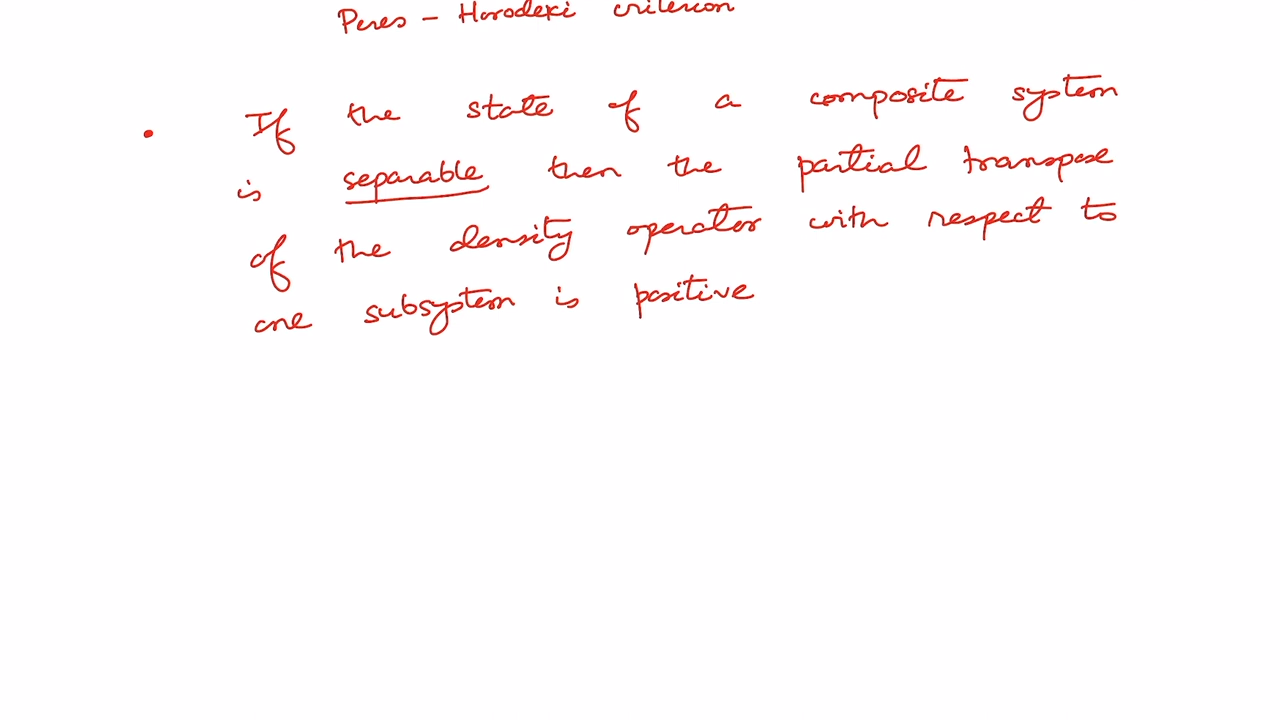 Peres - Horodeki criterion
• If the state of a composite system
is separable then the partial transpose
of the density operator with respect to
one subsystem is positive